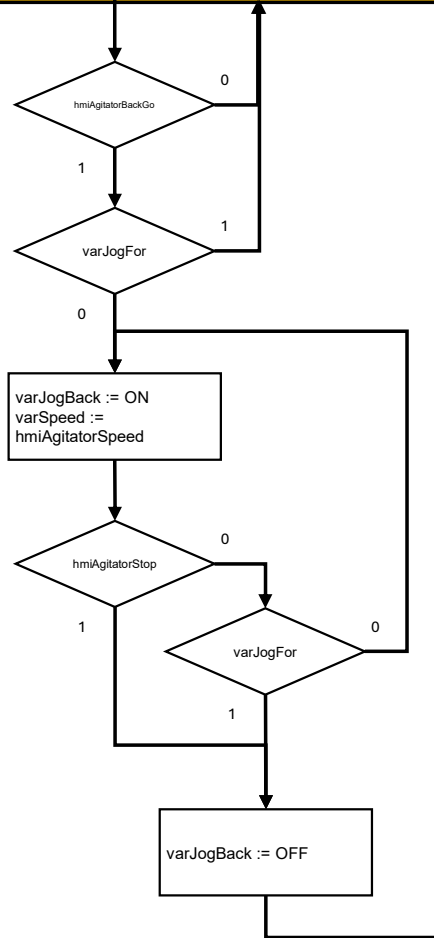 0
hmiAgitatorBackGo
1
1
varJogFor
0
varJogBack := ON
varSpeed :=
hmiAgitatorSpeed
0
hmiAgitatorStop
1
0
varJogFor
1
varJogBack := OFF